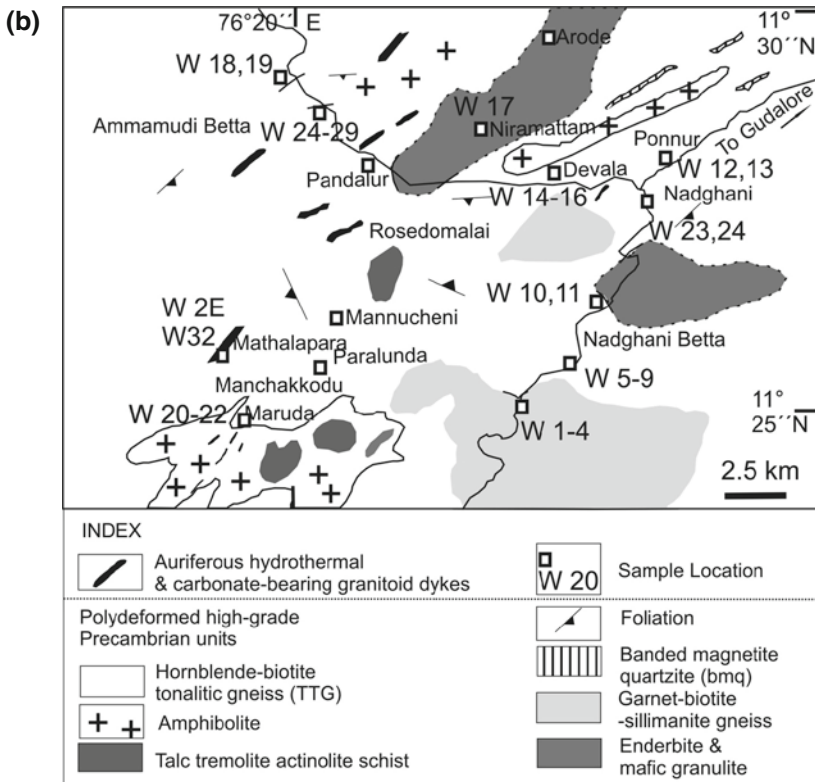 (b)
76°20´´ E
11°
30´´N
Arode
W 18,19
W 17
Niramattam
Ammamudi Betta
W 24-29
Ponnur
To Gudalore
Pandalur
Devala
W 12,13
W 14-16
Nadghani
Rosedomalai
W 23,24
W 2E
W32
Mannucheni
W 10,11
Mathalapara
Paralunda
Nadghani Betta
Manchakkodu
W 5-9
W 20-22
Maruda
W 1-4
11°
25´´N
2.5 km
INDEX
Auriferous hydrothermal
& carbonate-bearing granitoid dykes
W 20
Sample Location
Polydeformed high-grade
Precambrian units
Foliation
Hornblende-biotite
tonalitic gneiss (TTG)
Banded magnetite
quartzite (bmq)
Amphibolite
Garnet-biotite
-sillimanite gneiss
Talc tremolite actinolite schist
Enderbite &
mafic granulite